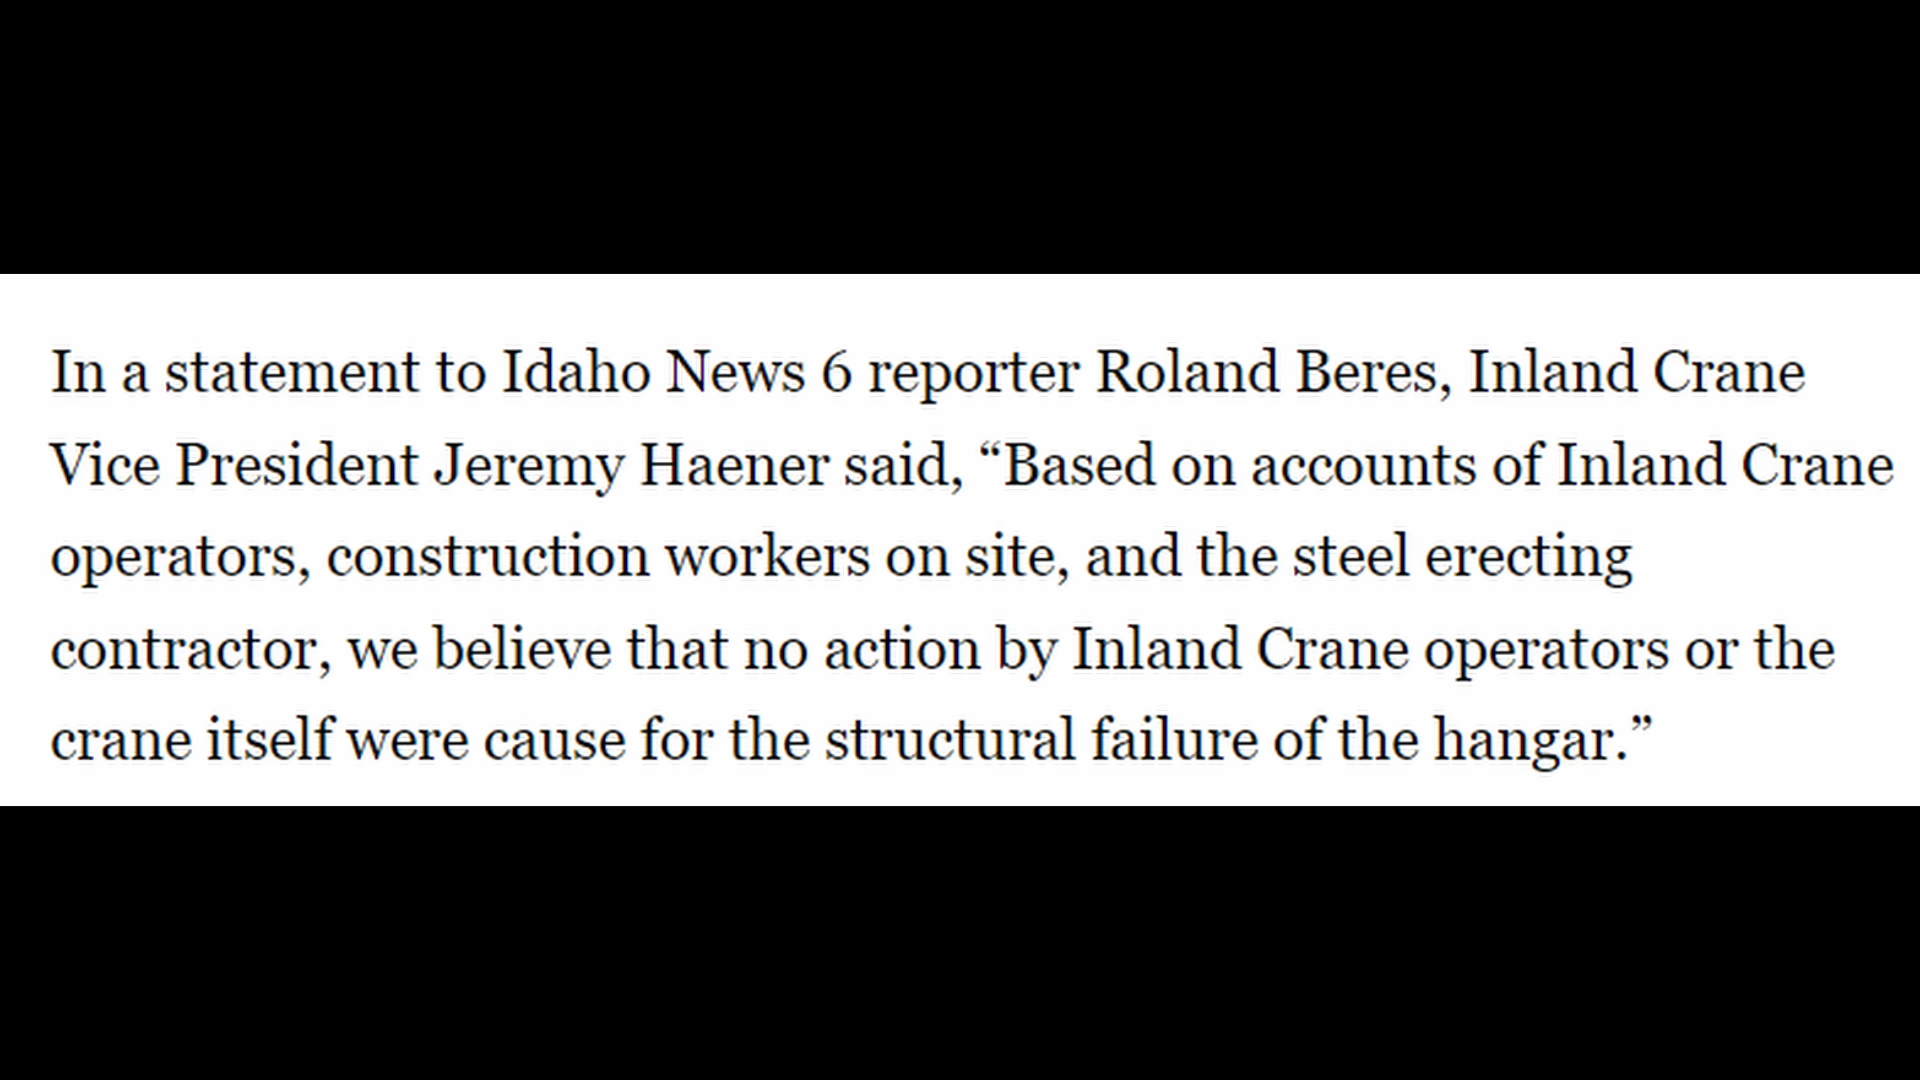 In a statement to Idaho News 6 reporter Roland Beres, Inland Crane
Vice President Jeremy Haener said, “Based on accounts of Inland Crane
operators, construction workers on site, and the steel erecting
contractor, we believe that no action by Inland Crane operators or the
crane itself were cause for the structural failure of the hangar.”